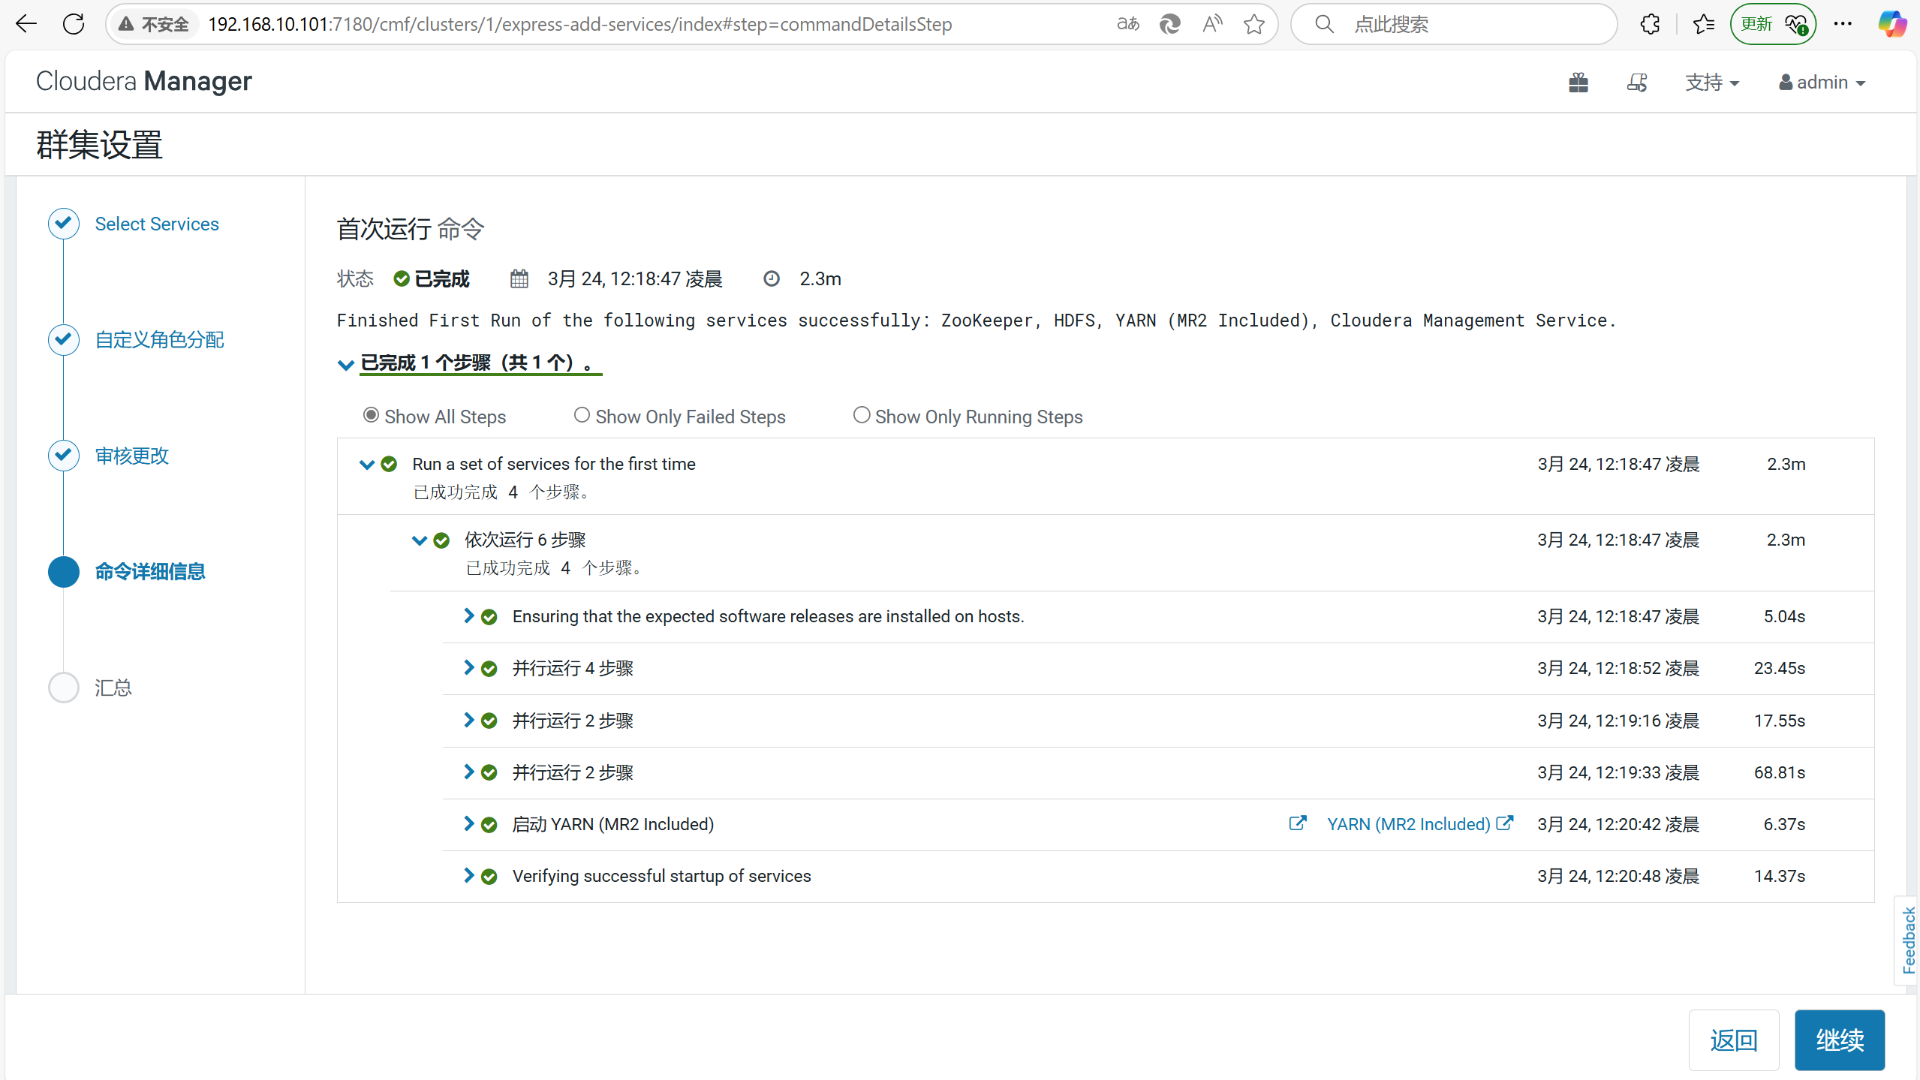 不安全 192.168.10.101:7180/cmf/clusters/1/express-add-services/index#step=commandDetailsStep aあ 点此搜索 更新
Cloudera Manager 支持 admin
群集设置
Select Services
自定义角色分配
审核更改
命令详细信息
汇总
首次运行 命令
状态 已完成 3月 24, 12:18:47 凌晨 2.3m
Finished First Run of the following services successfully: ZooKeeper, HDFS, YARN (MR2 Included), Cloudera Management Service.
已完成 1 个步骤（共 1 个）。
Show All Steps Show Only Failed Steps Show Only Running Steps
Run a set of services for the first time 3月 24, 12:18:47 凌晨 2.3m
已成功完成 4 个步骤。
依次运行 6 步骤 3月 24, 12:18:47 凌晨 2.3m
已成功完成 4 个步骤。
Ensuring that the expected software releases are installed on hosts. 3月 24, 12:18:47 凌晨 5.04s
并行运行 4 步骤 3月 24, 12:18:52 凌晨 23.45s
并行运行 2 步骤 3月 24, 12:19:16 凌晨 17.55s
并行运行 2 步骤 3月 24, 12:19:33 凌晨 68.81s
启动 YARN (MR2 Included) YARN (MR2 Included) 3月 24, 12:20:42 凌晨 6.37s
Verifying successful startup of services 3月 24, 12:20:48 凌晨 14.37s
Feedback
返回 继续